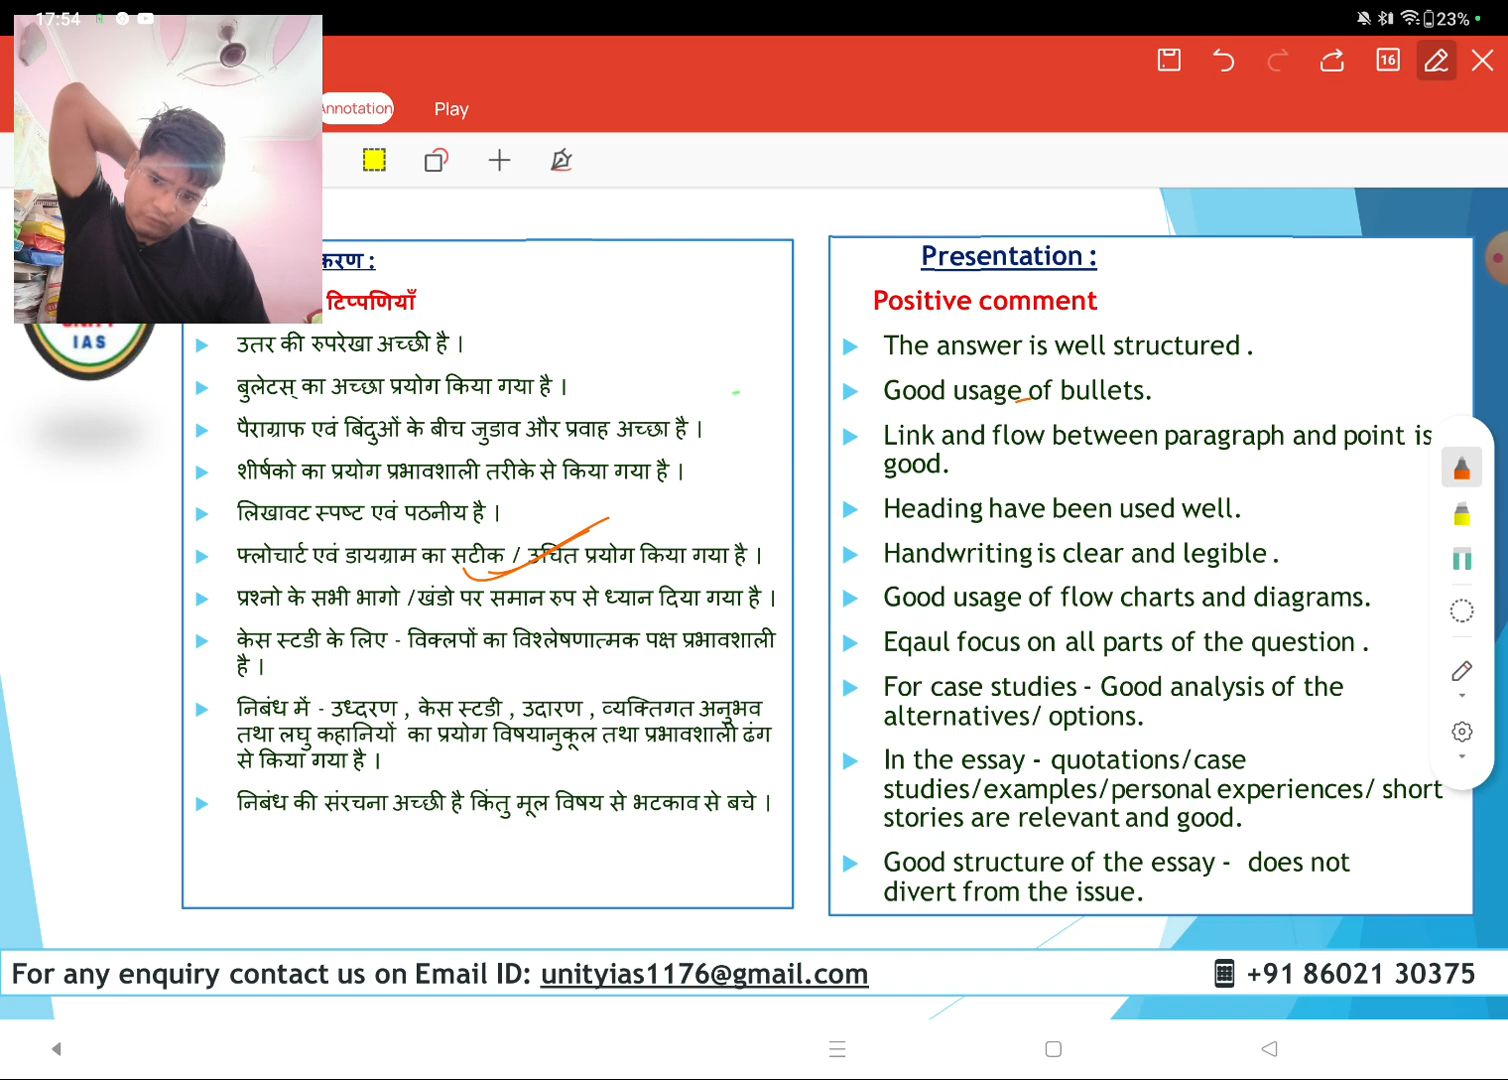 17:54
23%
16
Annotation
Play
IAS
करण :
टिप्पणियाँ
उतर की रुपरेखा अच्छी है ।
बुलेटस् का अच्छा प्रयोग किया गया है ।
पैराग्राफ एवं बिंदुओं के बीच जुडाव और प्रवाह अच्छा है ।
शीर्षको का प्रयोग प्रभावशाली तरीके से किया गया है ।
लिखावट स्पष्ट एवं पठनीय है ।
फ्लोचार्ट एवं डायग्राम का सटीक / उचित प्रयोग किया गया है ।
प्रश्नो के सभी भागो /खंडो पर समान रुप से ध्यान दिया गया है ।
केस स्टडी के लिए - विक्लपों का विश्लेषणात्मक पक्ष प्रभावशाली
है ।
निबंध में - उध्दरण , केस स्टडी , उदारण , व्यक्तिगत अनुभव
तथा लघु कहानियों का प्रयोग विषयानुकूल तथा प्रभावशाली ढंग
से किया गया है ।
निबंध की संरचना अच्छी है किंतु मूल विषय से भटकाव से बचे ।
Presentation :
Positive comment
The answer is well structured .
Good usage of bullets.
Link and flow between paragraph and point is
good.
Heading have been used well.
Handwriting is clear and legible .
Good usage of flow charts and diagrams.
Eqaul focus on all parts of the question .
For case studies - Good analysis of the
alternatives/ options.
In the essay - quotations/case
studies/examples/personal experiences/ short
stories are relevant and good.
Good structure of the essay - does not
divert from the issue.
For any enquiry contact us on Email ID: unityias1176@gmail.com
+91 86021 30375